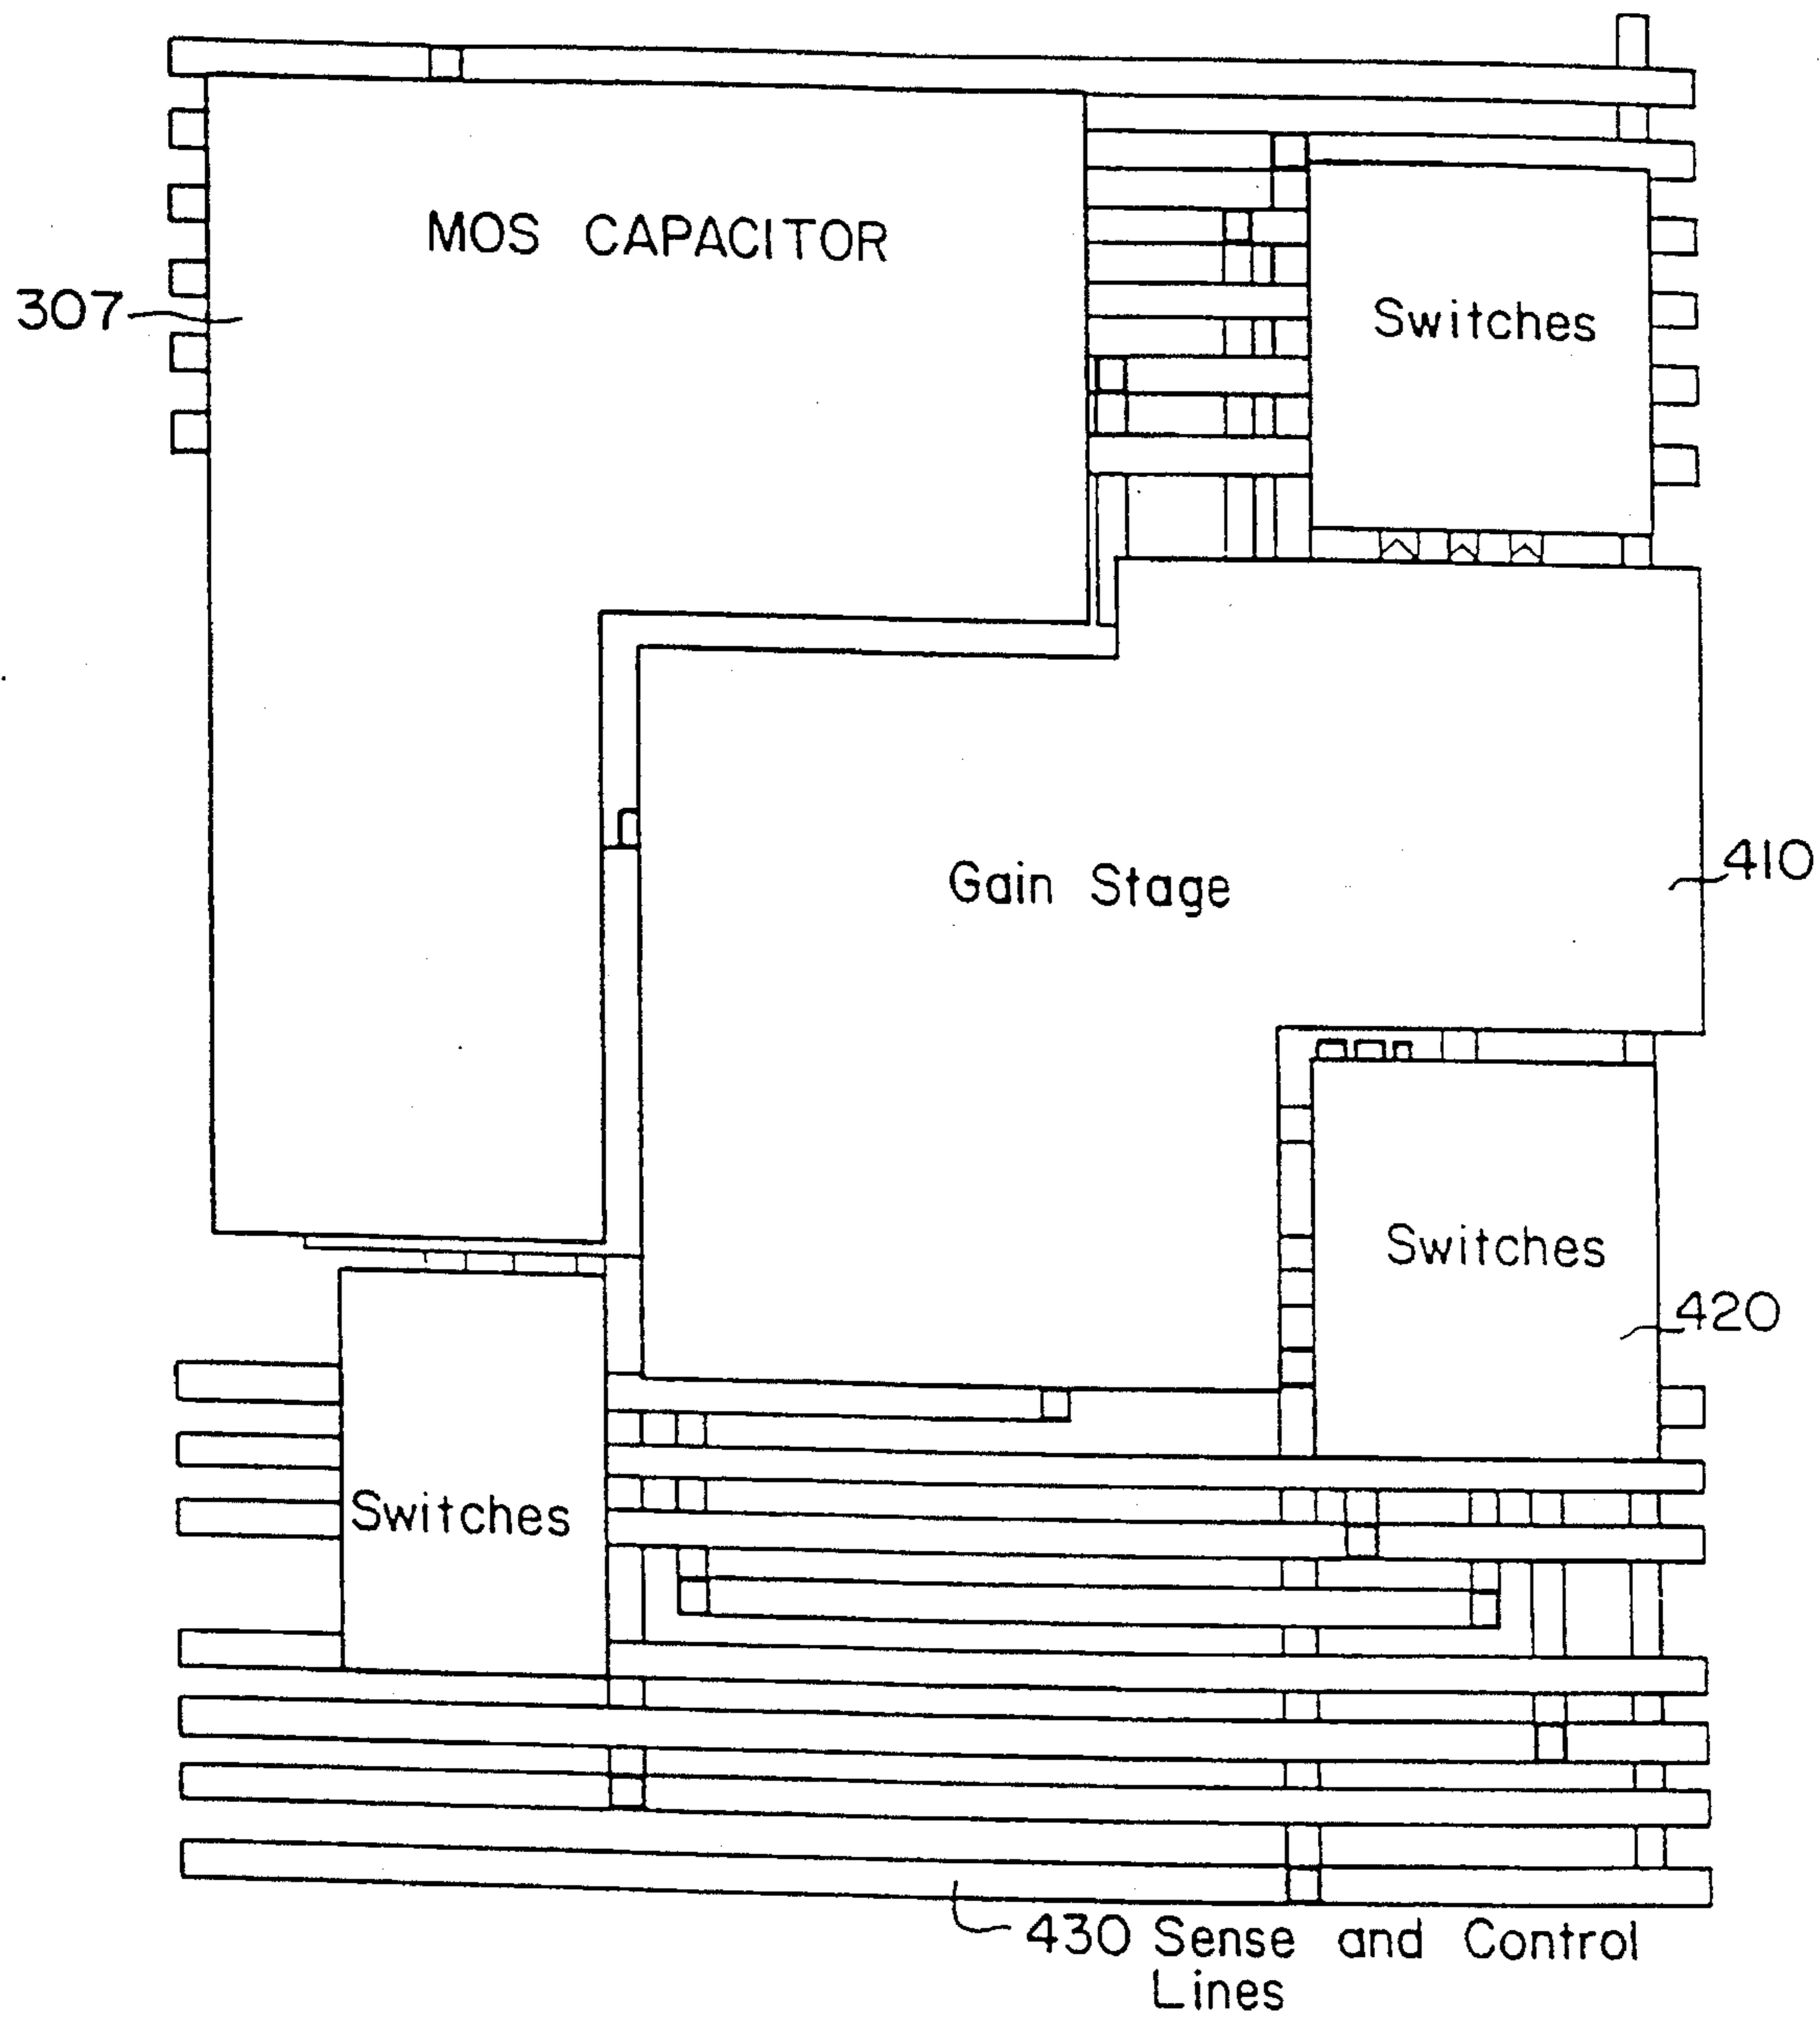 MOS CAPACITOR
307
Switches
Gain Stage
410
Switches
420
Switches
430 Sense and Control
Lines